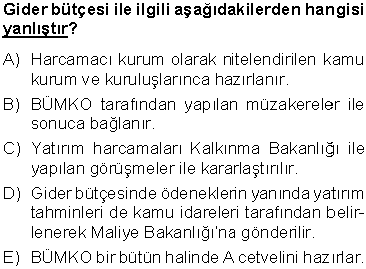 Gider bütçesi ile ilgili aşağıdakilerden hangisi
yanlıştır?
A) Harcamacı kurum olarak nitelendirilen kamu
kurum ve kuruluşlarınca hazırlanır.
B) BÜMKO tarafından yapılan müzakereler ile
sonuca bağlanır.
C) Yatırım harcamaları Kalkınma Bakanlığı ile
yapılan görüşmeler ile kararlaştırılır.
D) Gider bütçesinde ödeneklerin yanında yatırım
tahminleri de kamu idareleri tarafından belir-
lenerek Maliye Bakanlığı'na gönderilir.
E) BÜMKO bir bütün halinde A cetvelini hazırlar.